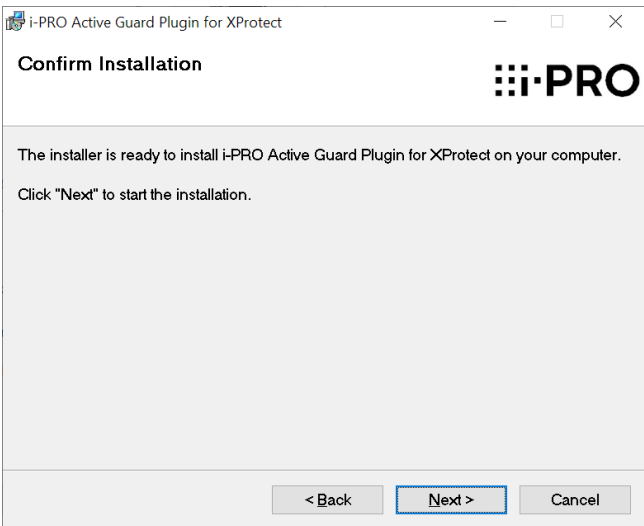 i-PRO Active Guard Plugin for XProtect
Confirm Installation
i-PRO
The installer is ready to install i-PRO Active Guard Plugin for XProtect on your computer.
Click "Next" to start the installation.
< Back
Next >
Cancel